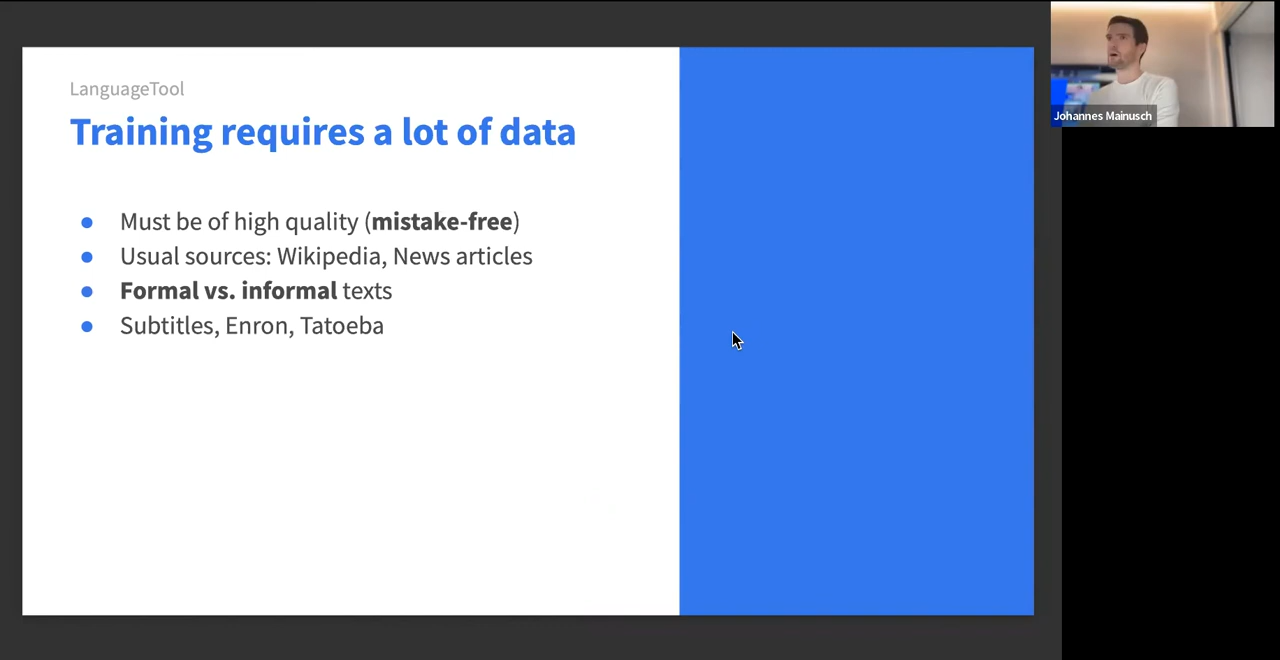 LanguageTool
Training requires a lot of data
Must be of high quality (mistake-free)
Usual sources: Wikipedia, News articles
Formal vs. informal texts
Subtitles, Enron, Tatoeba
Johannes Mainusch